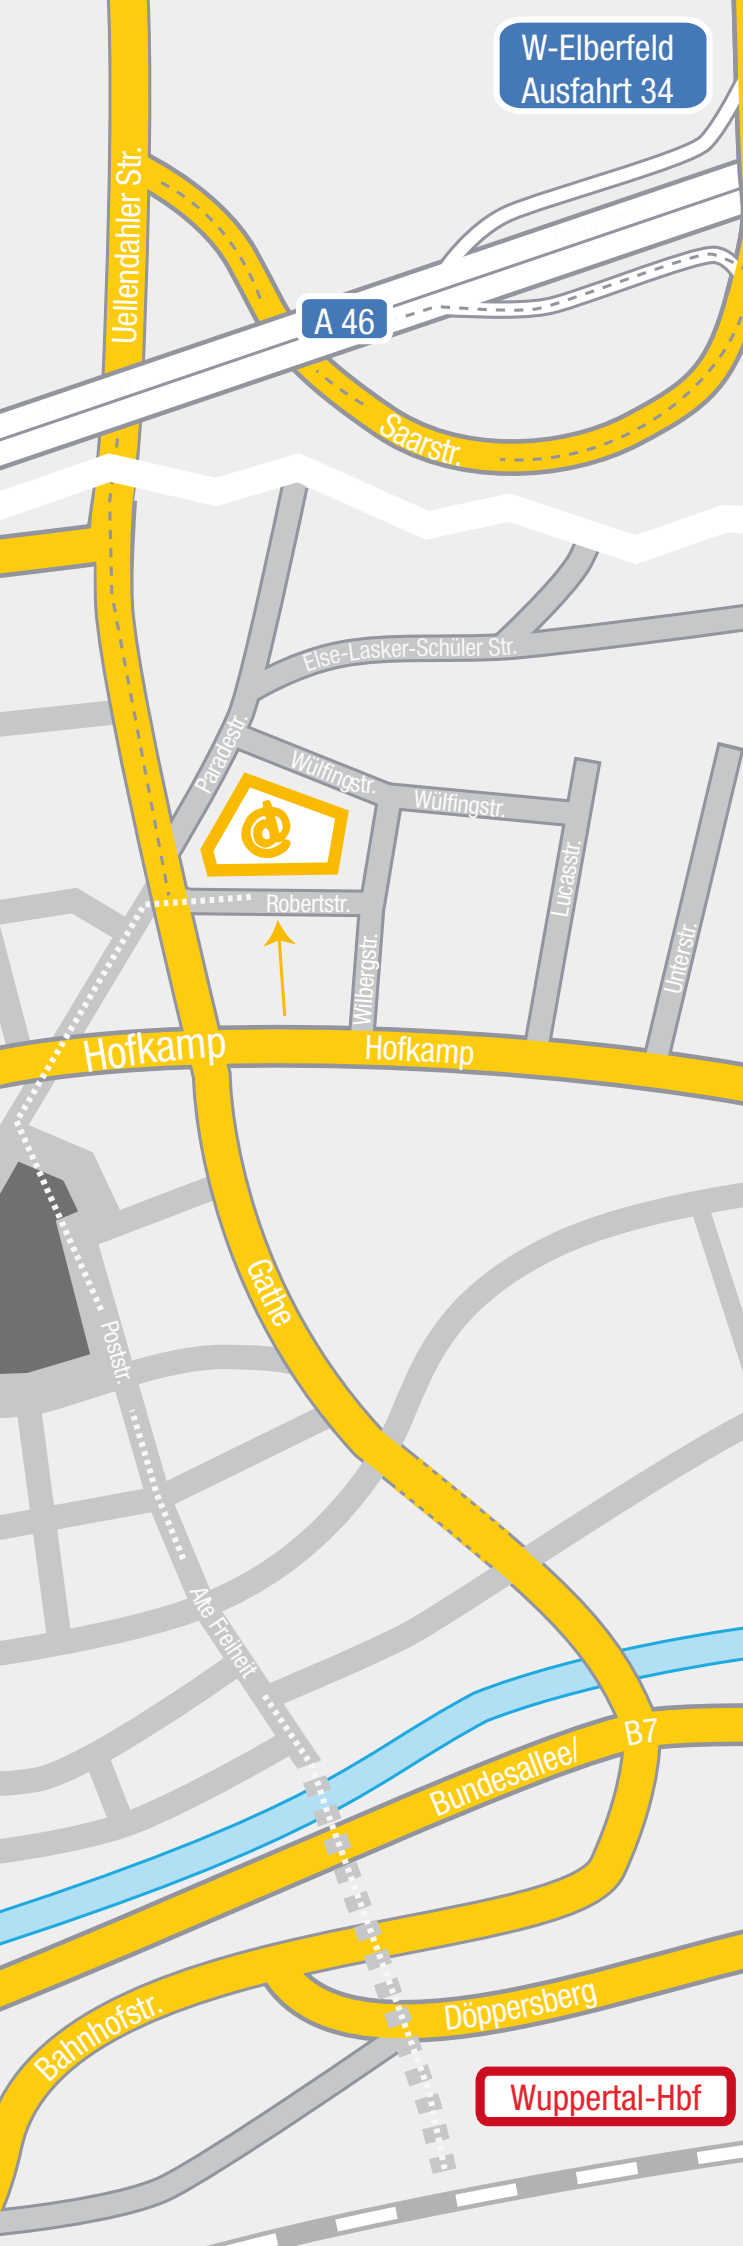 W-Elberfeld
Ausfahrt 34
Uellendahler Str.
A 46
Saarstr.
Else-Lasker-Schüler Str.
Paradestr.
Wülfingstr.
Wülfingstr.
@
Lucasstr.
Robertstr.
Wilbergstr.
Unterstr.
Hofkamp
Hofkamp
Gathe
Poststr.
Alte Freiheit
B7
Bundesallee/
Döppersberg
Bahnhofstr.
Wuppertal-Hbf